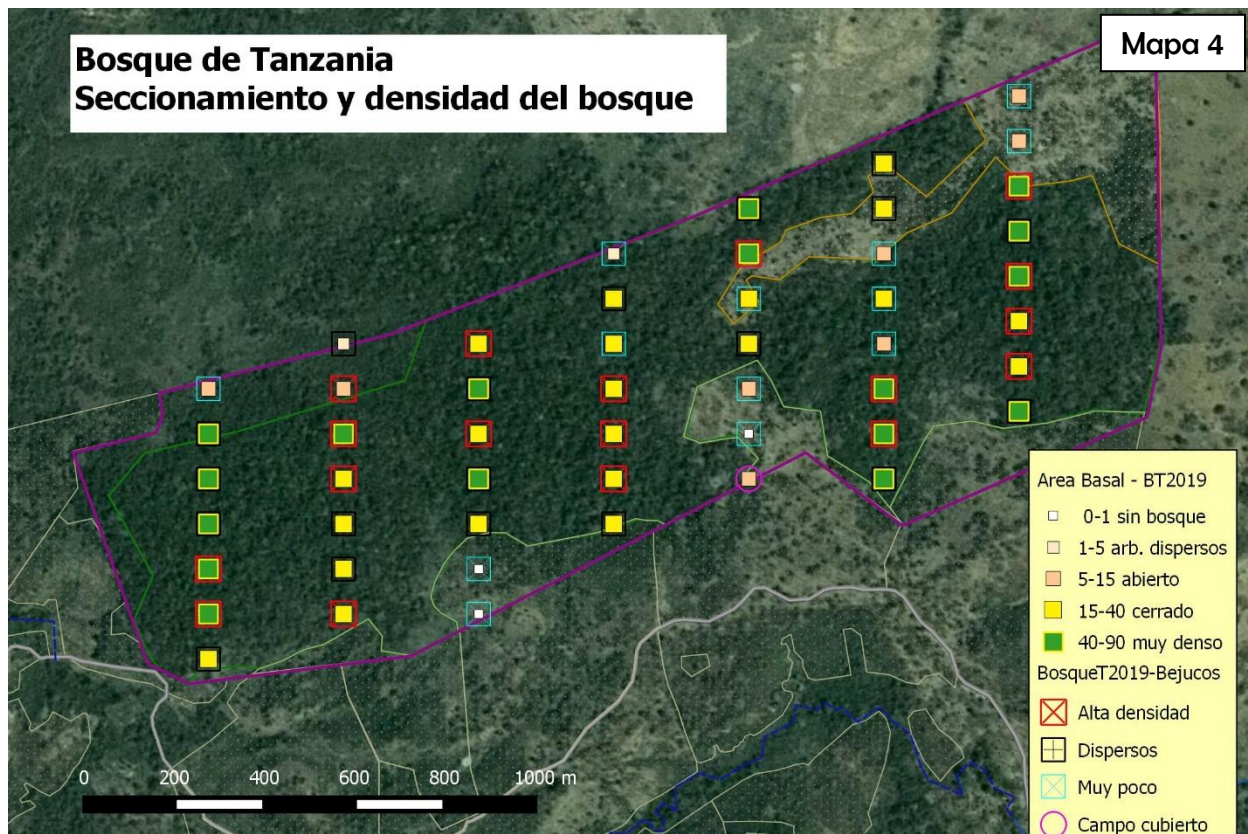 Bosque de Tanzania
Seccionamiento y densidad del bosque
Mapa 4
Area Basal - BT2019
0-1 sin bosque
1-5 arb. dispersos
5-15 abierto
15-40 cerrado
40-90 muy denso
BosqueT2019-Bejucos
Alta densidad
Dispersos
Muy poco
Campo cubierto
0 200 400 600 800 1000 m